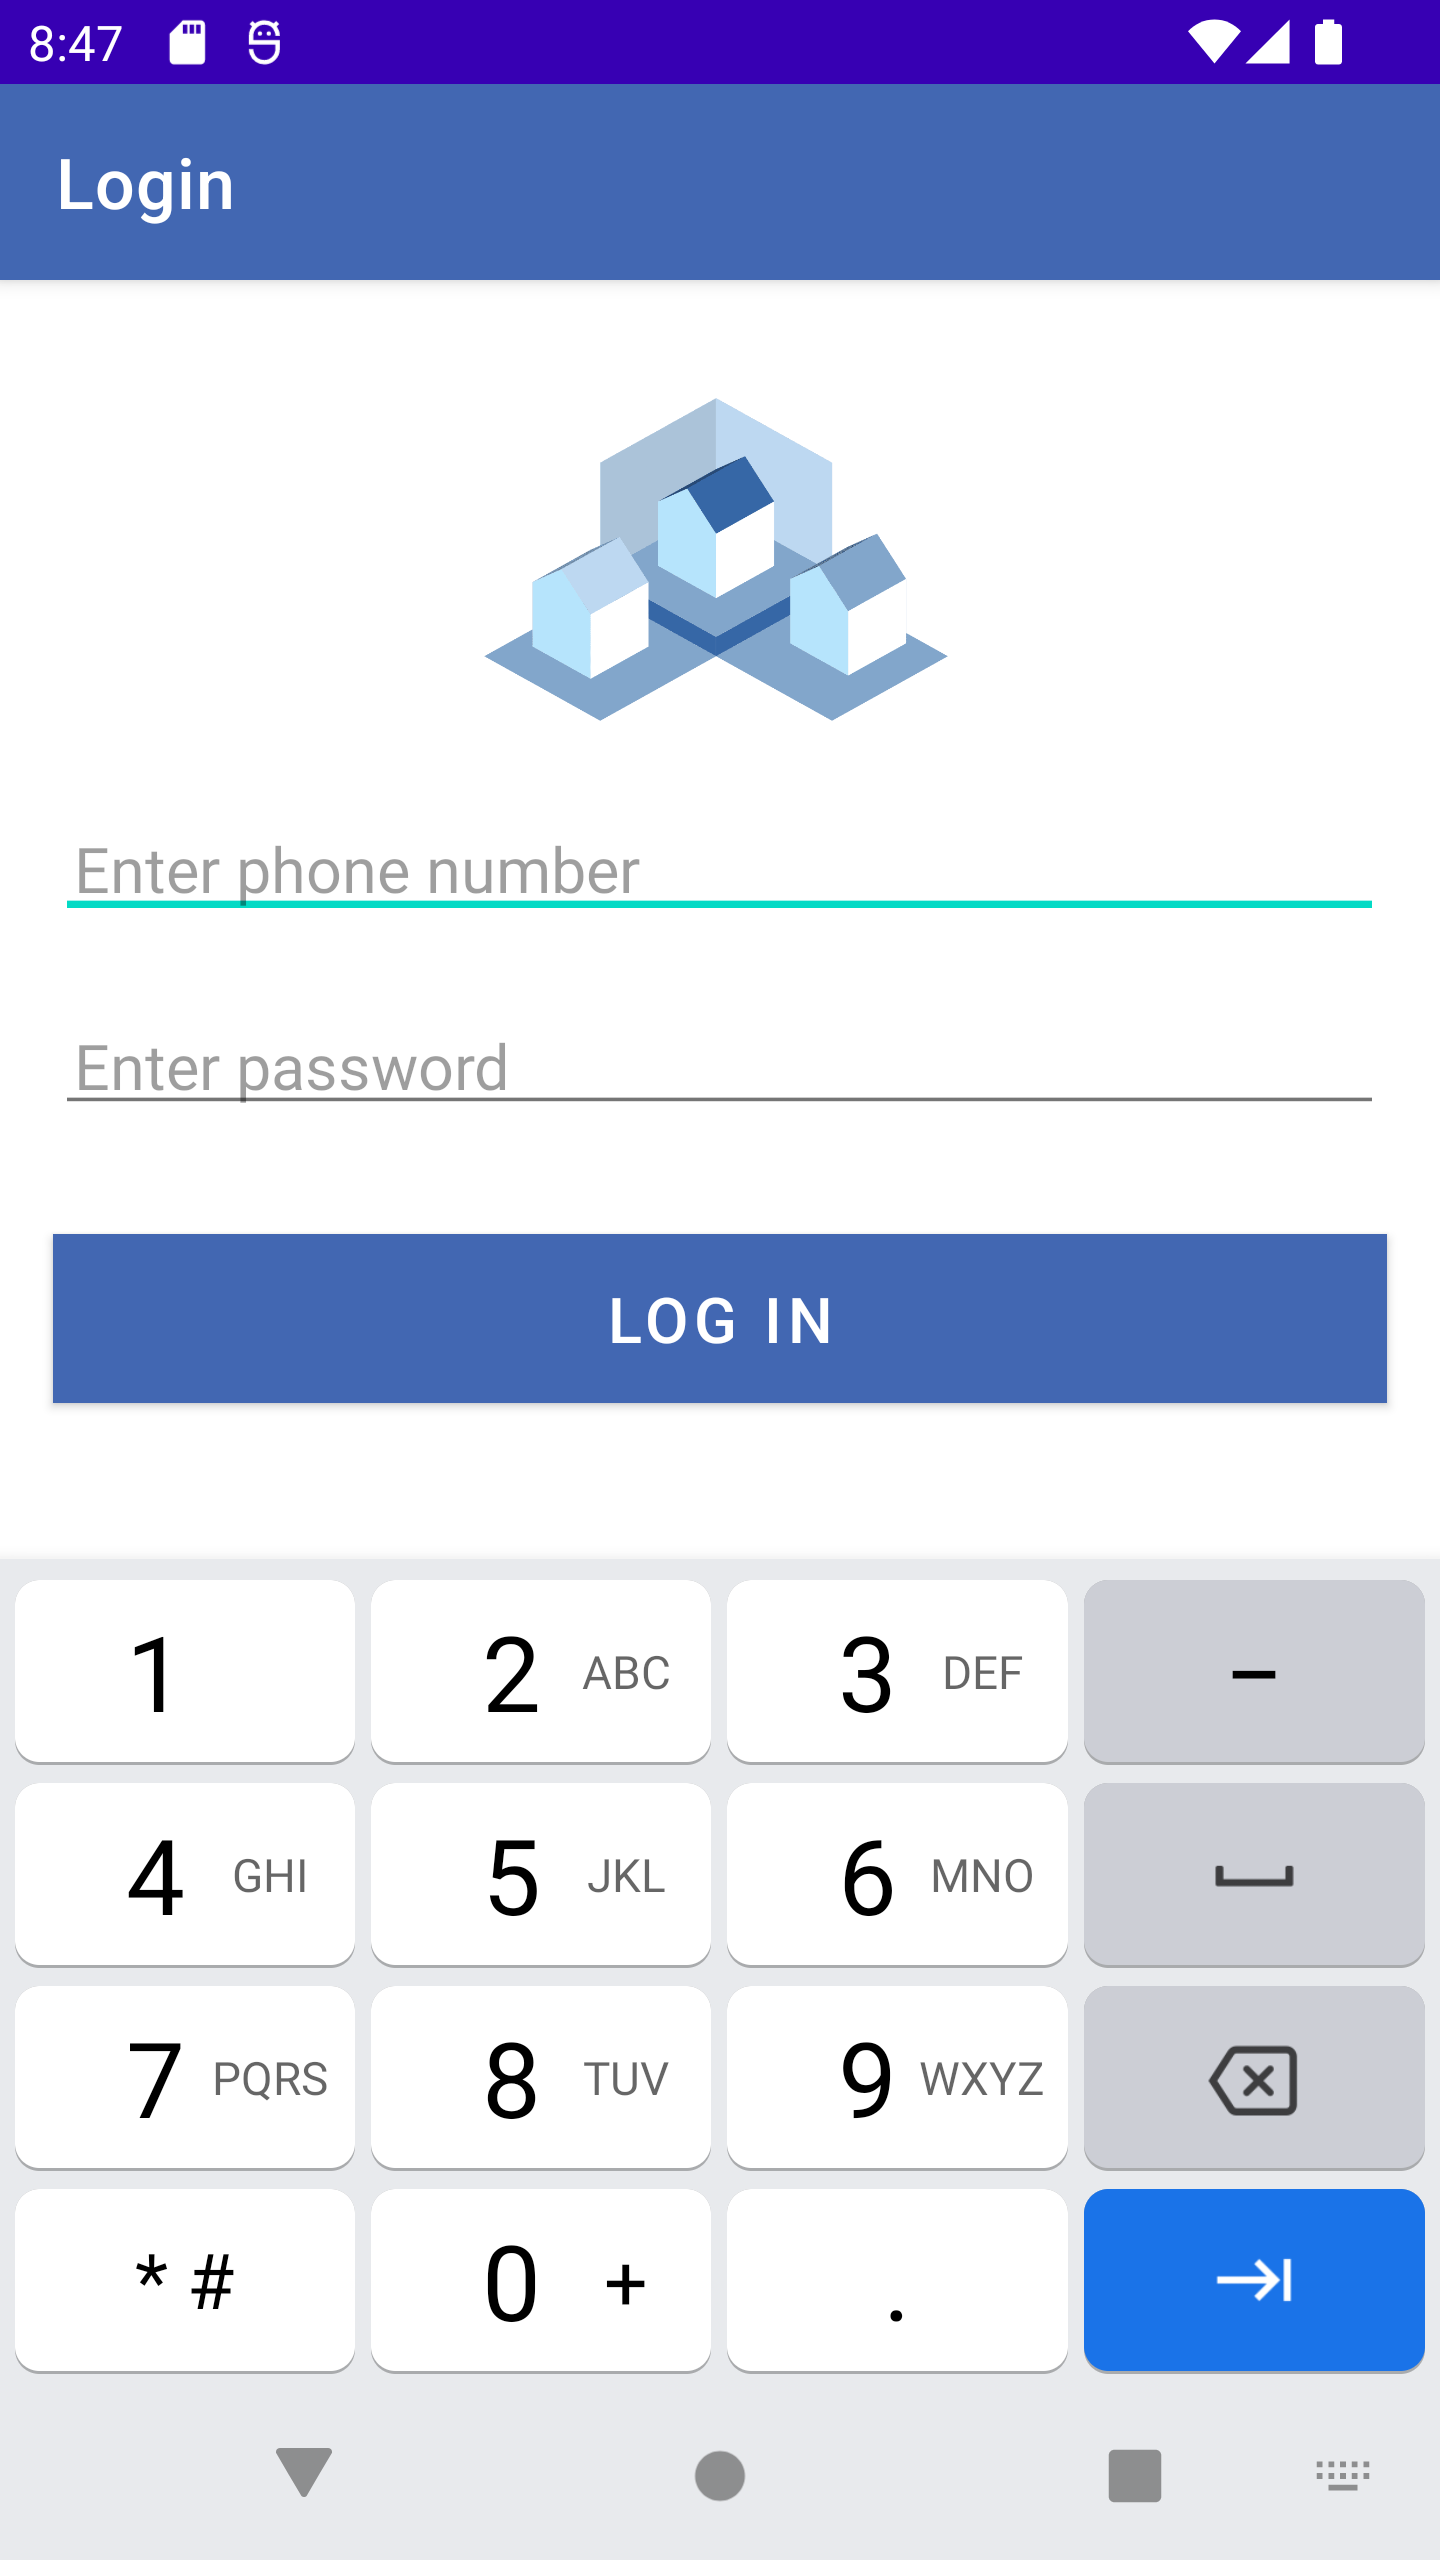 8:47
Login
Enter phone number
Enter password
LOG IN
1 2 ABC 3 DEF –
4 GHI 5 JKL 6 MNO
7 PQRS 8 TUV 9 WXYZ
* # 0 + .